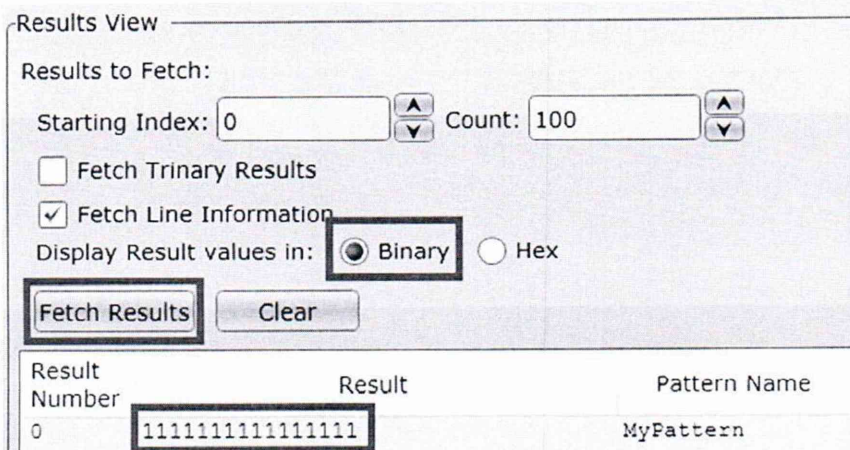 Results View
Results to Fetch:
Starting Index: 0 Count: 100
Fetch Trinary Results
Fetch Line Information
Display Result values in: Binary Hex
Fetch Results Clear
Result Number Result Pattern Name
0 1111111111111111 MyPattern